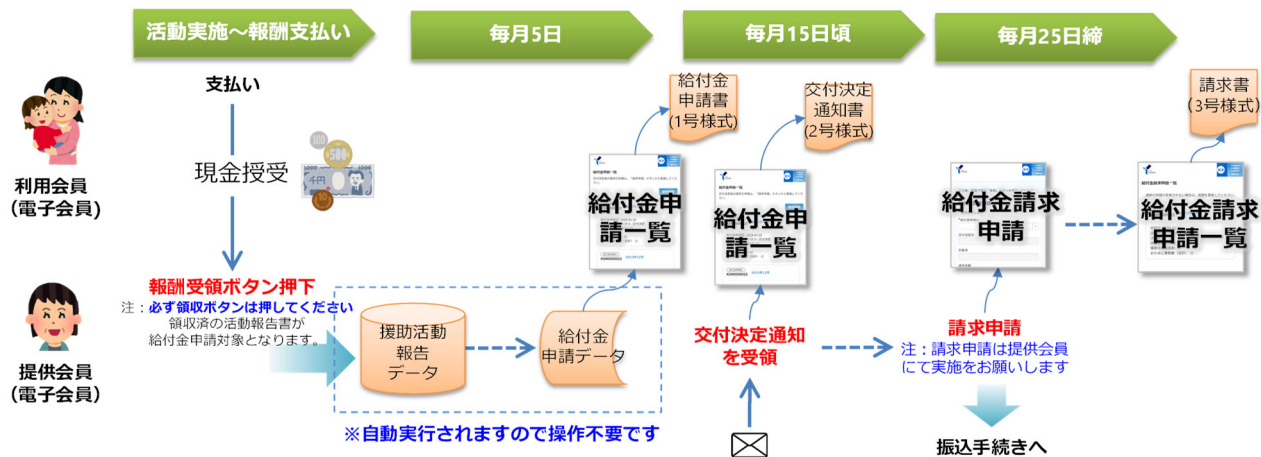 活動実施～報酬支払い
毎月5日
毎月15日頃
毎月25日締
支払い
現金授受
利用会員
(電子会員)
給付金
申請書
(1号様式)
交付決定
通知書
(2号様式)
請求書
(3号様式)
給付金申
請一覧
給付金申
請一覧
給付金請求
申請
給付金請求
申請一覧
報酬受領ボタン押下
注：必ず領収ボタンは押してください
領収済の活動報告書が
給付金申請対象となります。
提供会員
(電子会員)
援助活動
報告
データ
給付金
申請データ
※自動実行されますので操作不要です
交付決定通知
を受領
請求申請
注：請求申請は提供会員
にて実施をお願いします
振込手続きへ